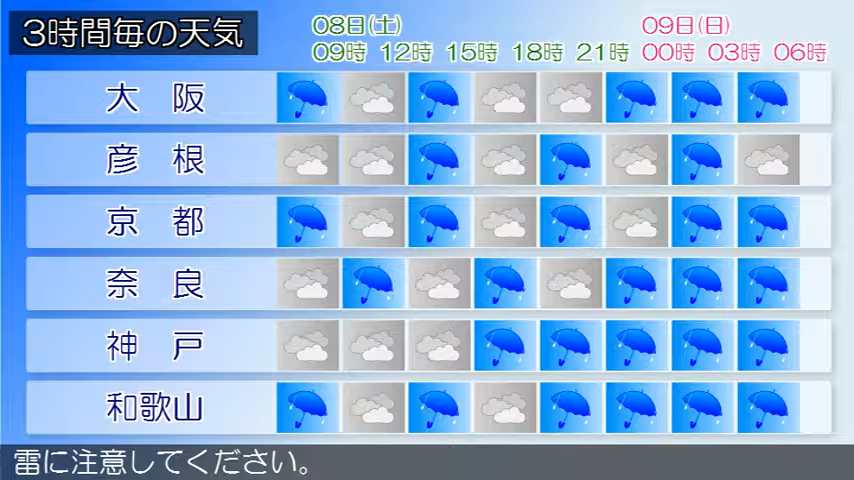 3時間毎の天気
08日(土) 09日(日)
09時 12時 15時 18時 21時 00時 03時 06時
大 阪
彦 根
京 都
奈 良
神 戸
和歌山
雷に注意してください。